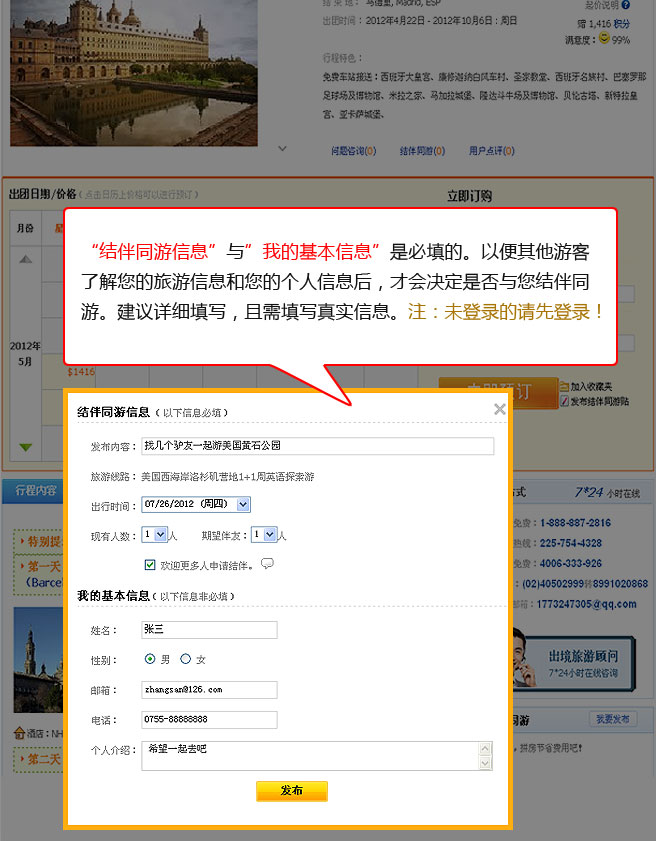 结 束 地： 马德里, Madrid, ESP
出团时间：2012年4月22日 - 2012年10月6日：周日
行程特色：
免费车站接送：西班牙大皇宫、康修迦纳白风车村、圣家教堂、西班牙名族村、巴塞罗那
足球场及博物馆、米拉之家、马加拉城堡、隆达斗牛场及博物馆、贝伦古塔、新特拉皇
宫、亚卡萨城堡、
问题咨询(0) 结伴同游(0) 用户点评(0)
起价说明 ?
赠 1,416 积分
满意度： 99%
出团日期/价格（点击日历上价格可以进行预订） 立即订购
月份
2012年
5月
$1416
“结伴同游信息”与”我的基本信息”是必填的。以便其他游客
了解您的旅游信息和您的个人信息后，才会决定是否与您结伴同
游。建议详细填写，且需填写真实信息。注：未登录的请先登录！
立即预订
加入收藏夹
发布结伴同游贴
结伴同游信息（以下信息必填）
发布内容： 找几个驴友一起游美国黄石公园
旅游线路： 美国西海岸洛杉矶营地1+1周英语探索游
出行时间： 07/26/2012 (周四)
现有人数： 1 人 期望伴友： 1 人
欢迎更多人申请结伴。
我的基本信息（以下信息非必填）
姓名： 张三
性别： 男 女
邮箱： zhangsan@126.com
电话： 0755-88888888
个人介绍： 希望一起去吧
发布
行程内容
特别提
第一天
(Barcel
酒店：NH
第二天
式 7*24 小时在线
免费：1-888-887-2816
热线：225-754-4328
免费：4006-333-926
：(02)40502999转8991020868
邮箱：1773247305@qq.com
出境旅游顾问
7*24小时在线咨询
同游 我要发布
，拼房节省费用吧！